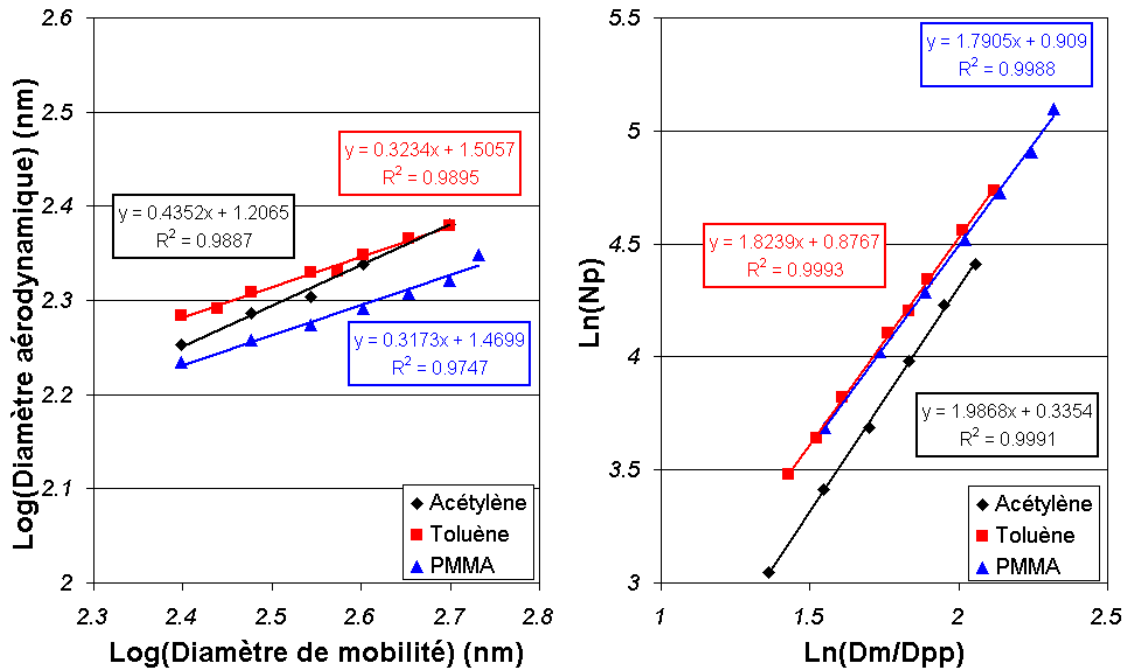 Log(Diamètre aérodynamique) (nm)
2.6
2.5
2.4
2.3
2.2
2.1
2
y = 0.3234x + 1.5057
R² = 0.9895
y = 0.4352x + 1.2065
R² = 0.9887
y = 0.3173x + 1.4699
R² = 0.9747
Acétylène
Toluène
PMMA
2.3 2.4 2.5 2.6 2.7 2.8
Log(Diamètre de mobilité) (nm)
Ln(Np)
5.5
5
4.5
4
3.5
3
y = 1.7905x + 0.909
R² = 0.9988
y = 1.8239x + 0.8767
R² = 0.9993
y = 1.9868x + 0.3354
R² = 0.9991
Acétylène
Toluène
PMMA
1 1.5 2 2.5
Ln(Dm/Dpp)